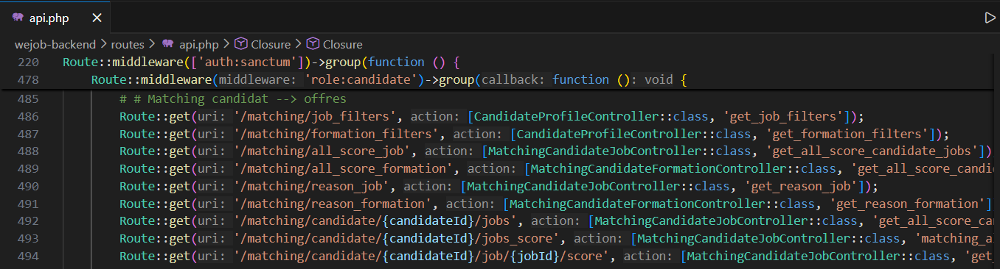 api.php
wejob-backend > routes > api.php > Closure > Closure
220 Route::middleware(['auth:sanctum'])->group(function () {
478 Route::middleware(middleware: 'role:candidate')->group(callback: function (): void {
485 # # Matching candidat --> offres
486 Route::get(uri: '/matching/job_filters', action: [CandidateProfileController::class, 'get_job_filters']);
487 Route::get(uri: '/matching/formation_filters', action: [CandidateProfileController::class, 'get_formation_filters']);
488 Route::get(uri: '/matching/all_score_job', action: [MatchingCandidateJobController::class, 'get_all_score_candidate_jobs'])
489 Route::get(uri: '/matching/all_score_formation', action: [MatchingCandidateFormationController::class, 'get_all_score_candi
490 Route::get(uri: '/matching/reason_job', action: [MatchingCandidateJobController::class, 'get_reason_job']);
491 Route::get(uri: '/matching/reason_formation', action: [MatchingCandidateFormationController::class, 'get_reason_formation']
492 Route::get(uri: '/matching/candidate/{candidateId}/jobs', action: [MatchingCandidateJobController::class, 'get_all_score_ca
493 Route::get(uri: '/matching/candidate/{candidateId}/jobs_score', action: [MatchingCandidateJobController::class, 'matching_a
494 Route::get(uri: '/matching/candidate/{candidateId}/job/{jobId}/score', action: [MatchingCandidateJobController::class, 'get_